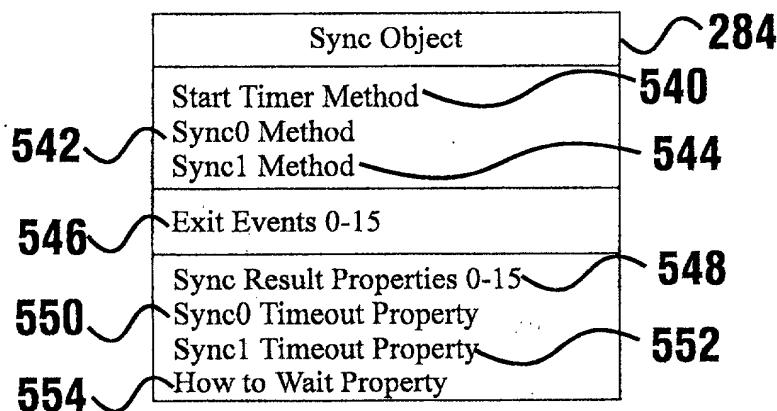 Sync Object 284
Start Timer Method 540
542 Sync0 Method
Sync1 Method 544
546 Exit Events 0-15
Sync Result Properties 0-15 548
550 Sync0 Timeout Property
Sync1 Timeout Property 552
554 How to Wait Property